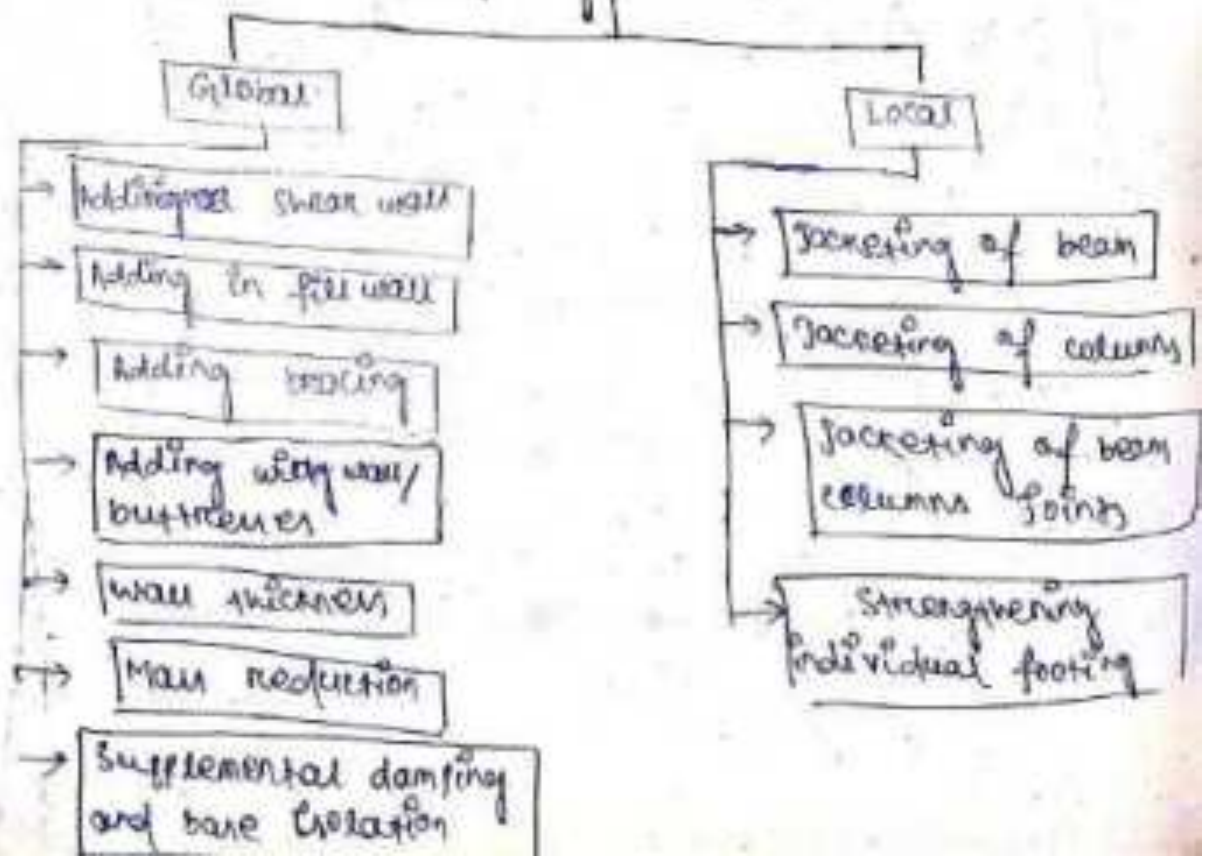 Global
Local
Adding shear wall
Adding in fill wall
Adding bracing
Adding wing wall/
buttresses
Wall thickness
Mass reduction
Supplemental damping
and base isolation
Jacketing of beam
Jacketing of columns
Jacketing of beam
columns joints
Strengthening
individual footing